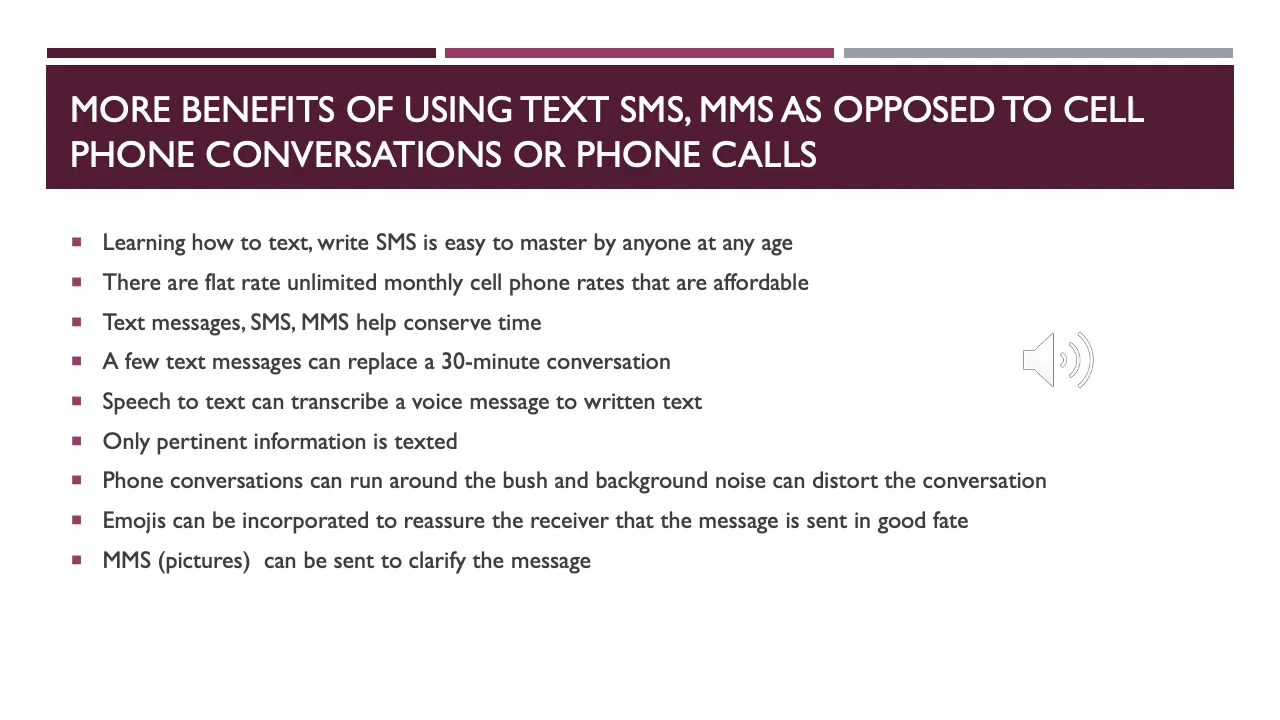 MORE BENEFITS OF USING TEXT SMS, MMS AS OPPOSED TO CELL
PHONE CONVERSATIONS OR PHONE CALLS
Learning how to text, write SMS is easy to master by anyone at any age
There are flat rate unlimited monthly cell phone rates that are affordable
Text messages, SMS, MMS help conserve time
A few text messages can replace a 30-minute conversation
Speech to text can transcribe a voice message to written text
Only pertinent information is texted
Phone conversations can run around the bush and background noise can distort the conversation
Emojis can be incorporated to reassure the receiver that the message is sent in good fate
MMS (pictures)  can be sent to clarify the message